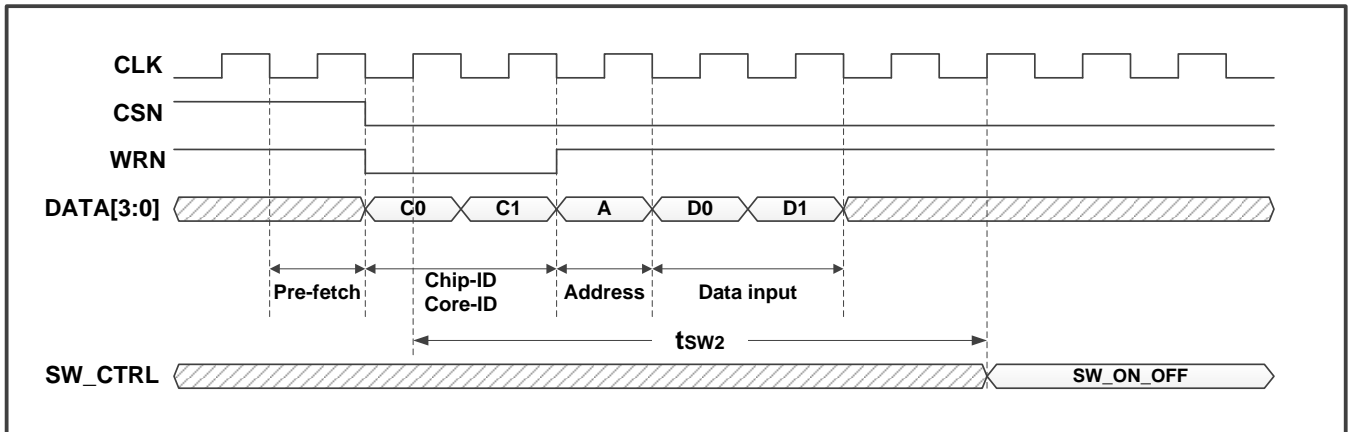 CLK
CSN
WRN
DATA[3:0] C0 C1 A D0 D1
Pre-fetch Chip-ID Address Data input
Core-ID
tSW2
SW_CTRL SW_ON_OFF